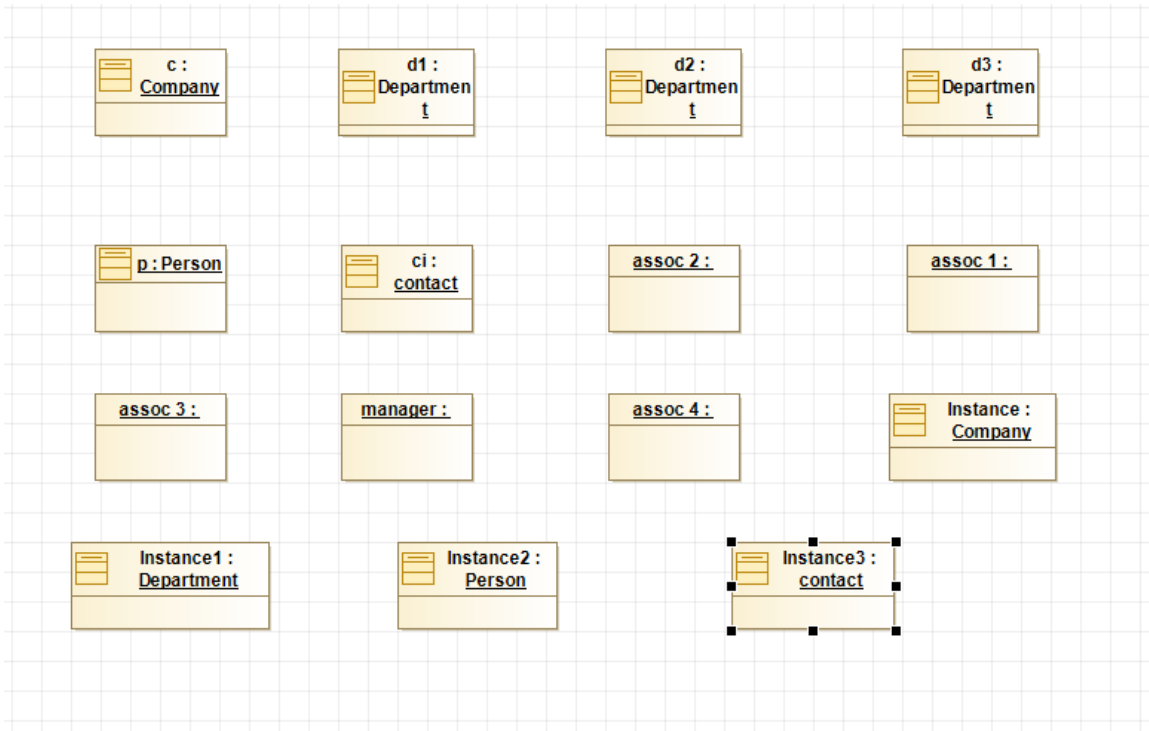 c :
Company
d1 :
Departmen
t
d2 :
Departmen
t
d3 :
Departmen
t
p : Person
ci :
contact
assoc 2 :
assoc 1 :
assoc 3 :
manager :
assoc 4 :
Instance :
Company
Instance1 :
Department
Instance2 :
Person
Instance3 :
contact